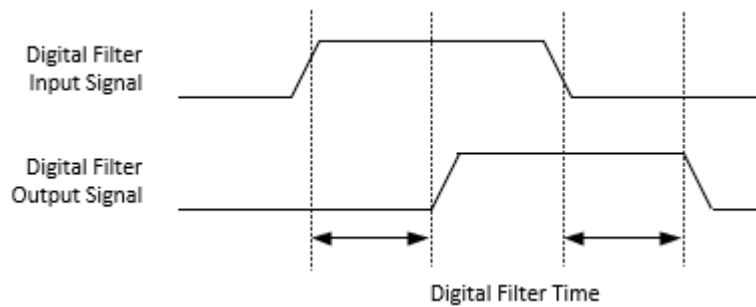 Digital Filter
Input Signal
Digital Filter
Output Signal
Digital Filter Time